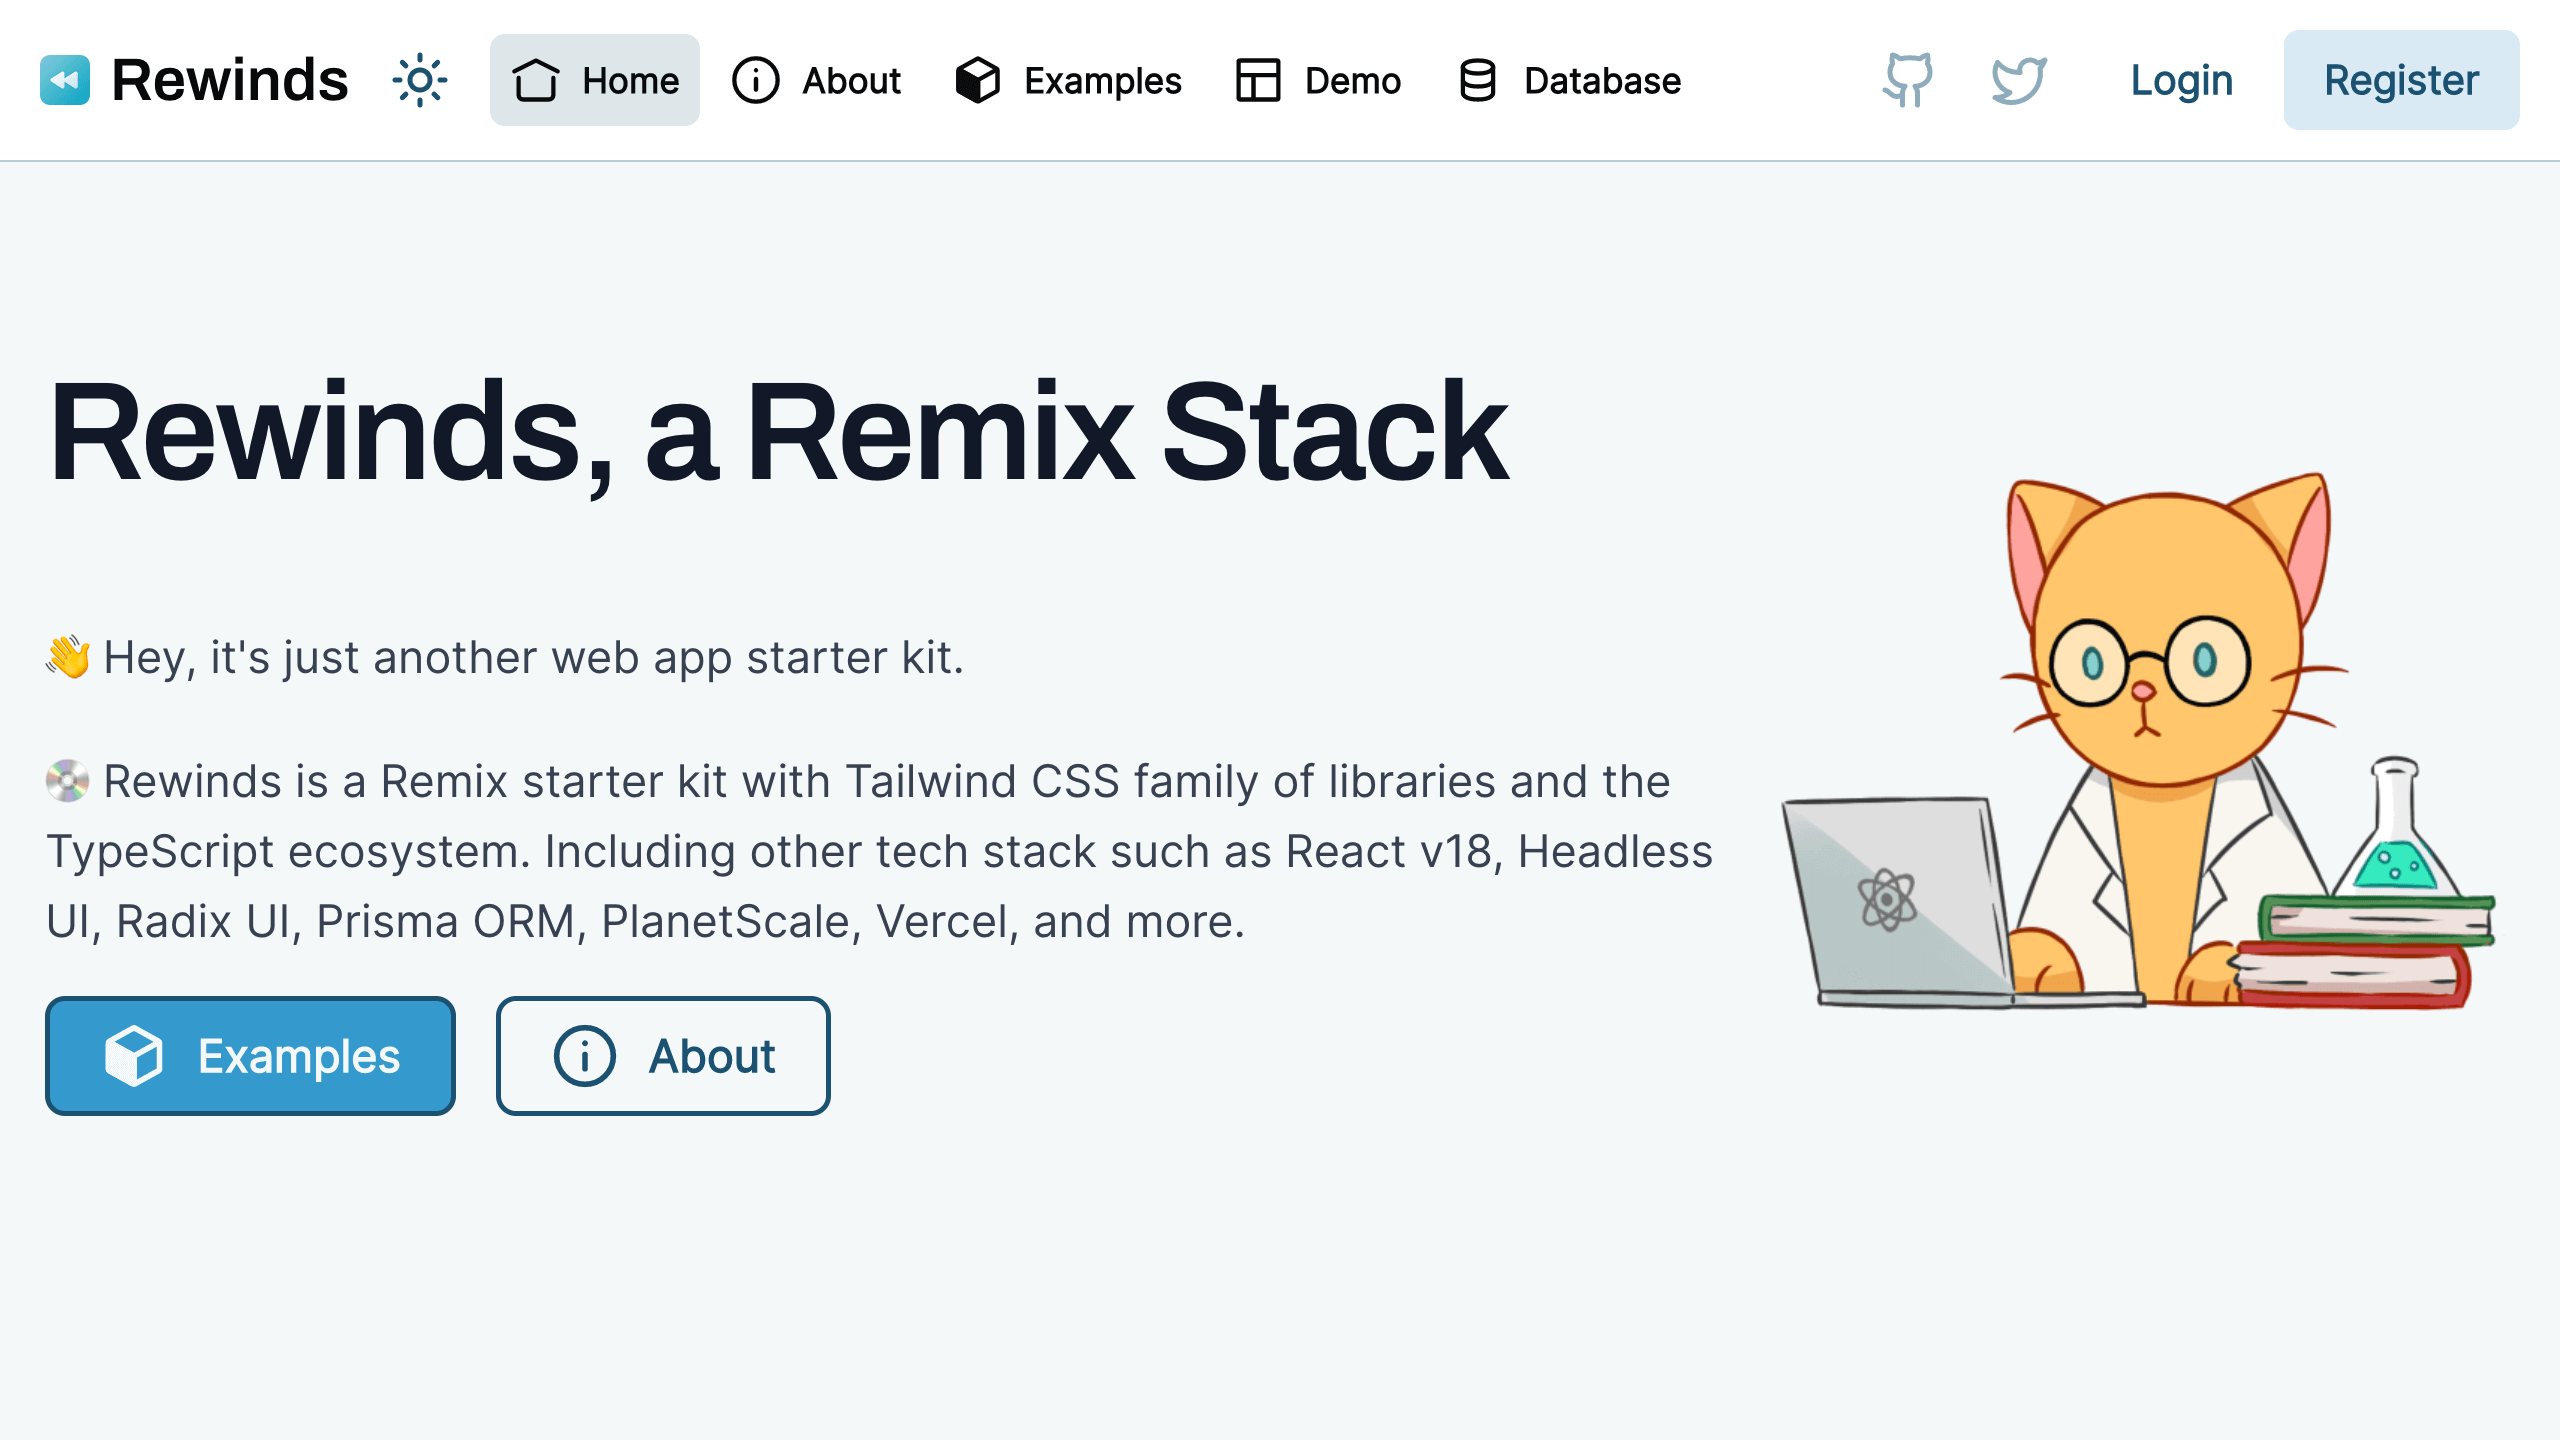 Rewinds
Home
About
Examples
Demo
Database
Login
Register
Rewinds, a Remix Stack
👋 Hey, it's just another web app starter kit.
💿 Rewinds is a Remix starter kit with Tailwind CSS family of libraries and the
TypeScript ecosystem. Including other tech stack such as React v18, Headless
UI, Radix UI, Prisma ORM, PlanetScale, Vercel, and more.
Examples
About